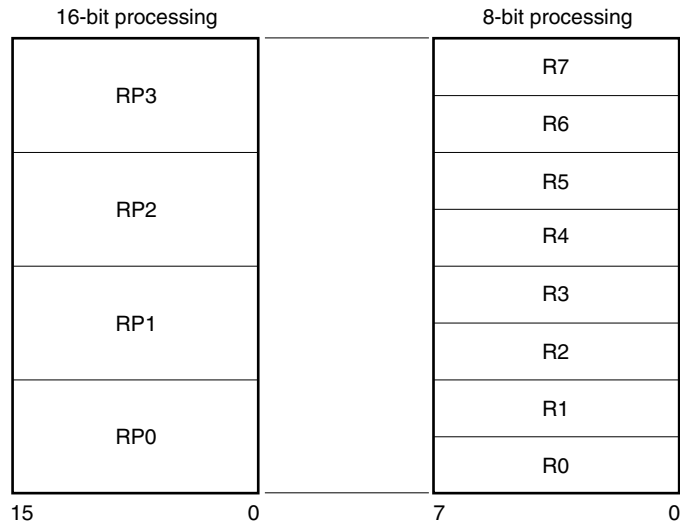 16-bit processing
8-bit processing
RP3
RP2
RP1
RP0
15
0
R7
R6
R5
R4
R3
R2
R1
R0
7
0